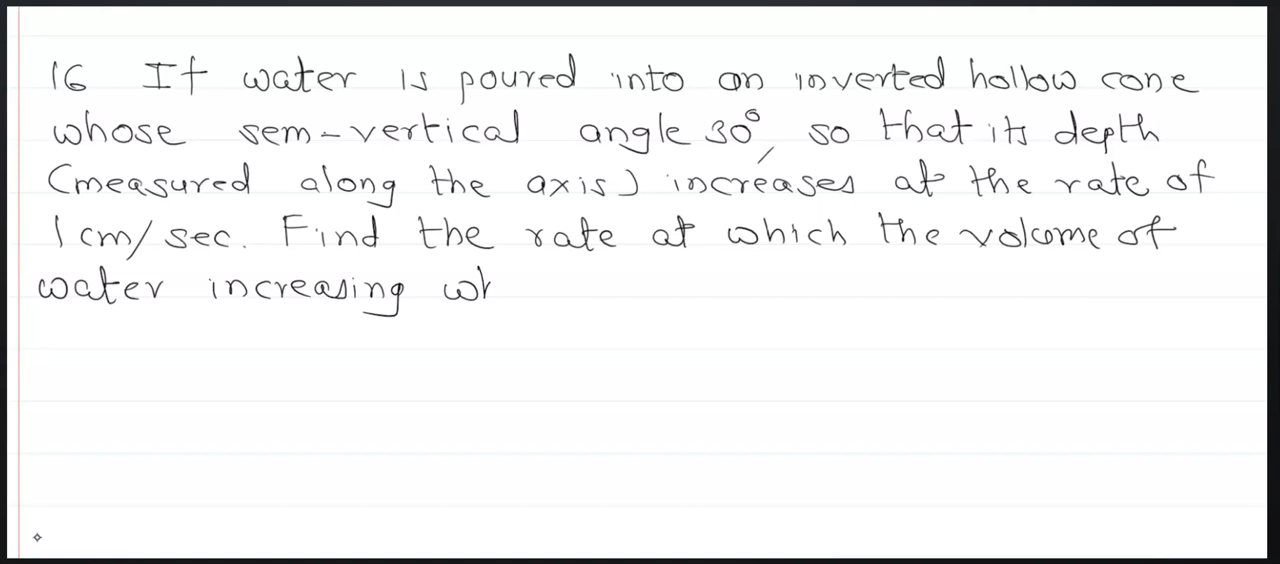 16 If water is poured into an inverted hollow cone
whose sem-vertical angle 30°, so that its depth
(measured along the axis) increases at the rate of
1 cm/sec. Find the rate at which the volume of
water increasing wh